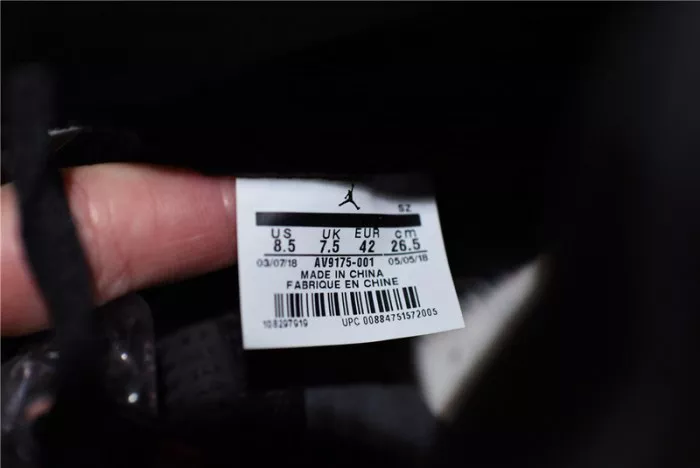 SZ
US UK EUR cm
8.5 7.5 42 26.5
03/07/18 AV9175-001 05/05/18
MADE IN CHINA
FABRIQUE EN CHINE
108297919 UPC 00884751572005